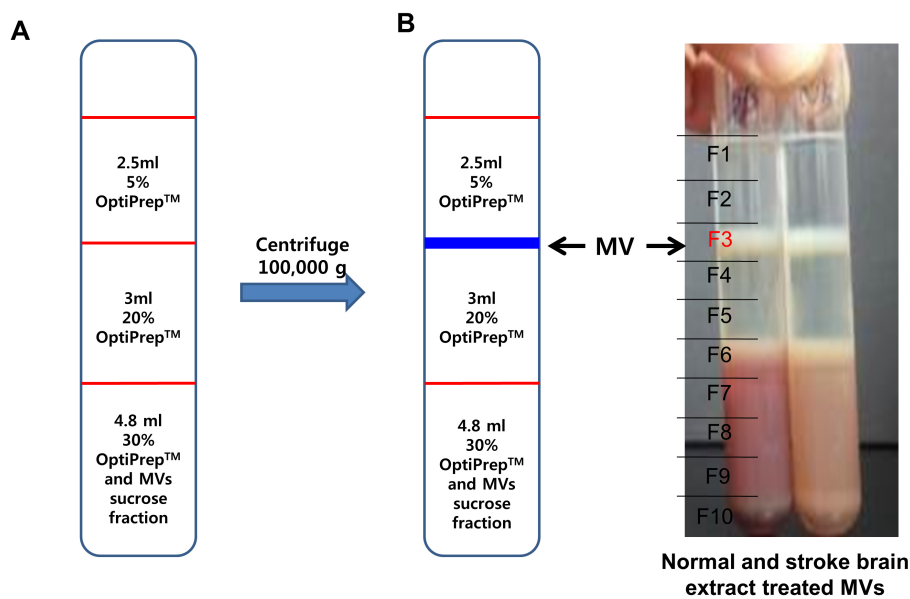 A
2.5ml
5%
OptiPrep™
3ml
20%
OptiPrep™
4.8 ml
30%
OptiPrep™
and MVs
sucrose
fraction
Centrifuge
100,000 g
B
2.5ml
5%
OptiPrep™
3ml
20%
OptiPrep™
4.8 ml
30%
OptiPrep™
and MVs
sucrose
fraction
MV
F1
F2
F3
F4
F5
F6
F7
F8
F9
F10
Normal and stroke brain
extract treated MVs